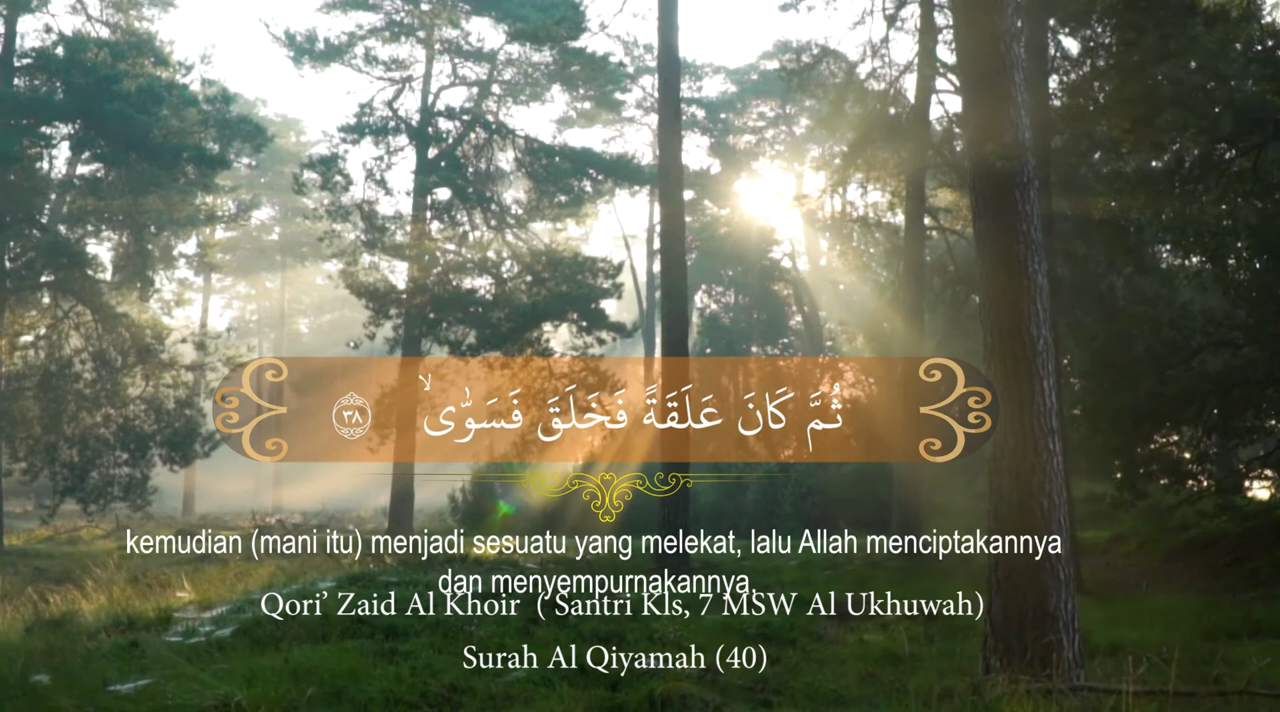 ثُمَّ كَانَ عَلَقَةً فَخَلَقَ فَسَوّٰىۙ ٣٨
kemudian (mani itu) menjadi sesuatu yang melekat, lalu Allah menciptakannya
dan menyempurnakannya.
Qori’ Zaid Al Khoir ( Santri Kls, 7 MSW Al Ukhuwah)
Surah Al Qiyamah (40)